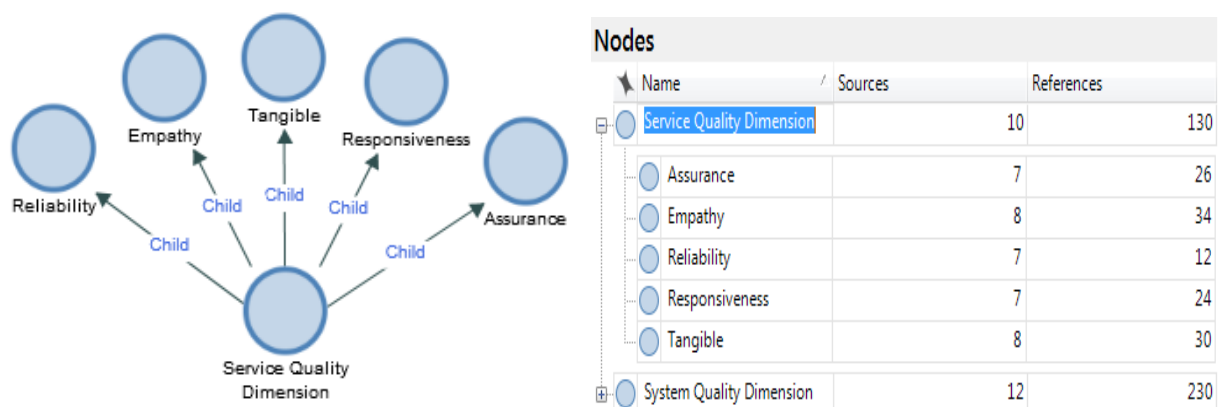 Tangible
Empathy
Responsiveness
Reliability
Assurance
Child
Child
Child
Child
Child
Service Quality
Dimension
Nodes
Name Sources References
Service Quality Dimension 10 130
Assurance 7 26
Empathy 8 34
Reliability 7 12
Responsiveness 7 24
Tangible 8 30
System Quality Dimension 12 230